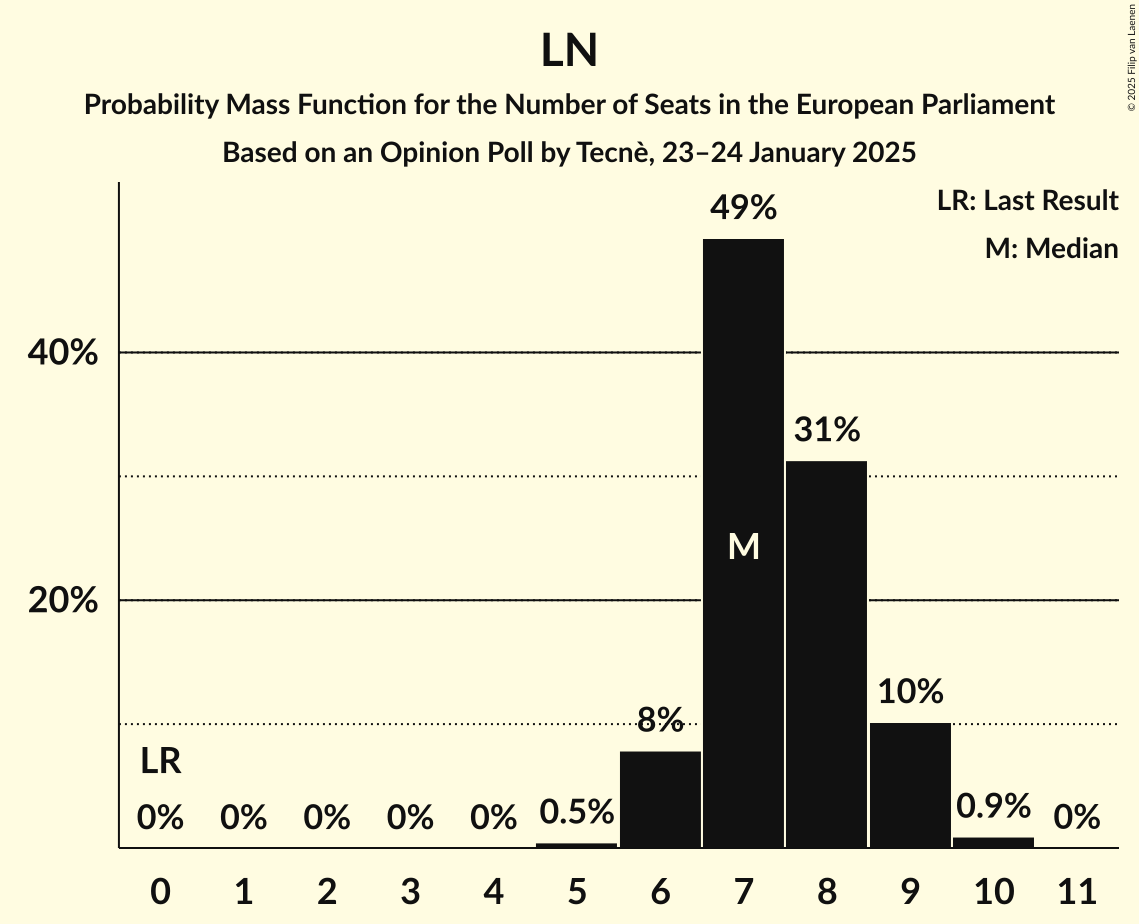 LN
Probability Mass Function for the Number of Seats in the European Parliament
Based on an Opinion Poll by Tecnè, 23–24 January 2025
© 2025 Filip van Laenen
LR: Last Result
M: Median
49%
40%
31%
M
20%
10%
8%
LR
0% 0% 0% 0% 0% 0.5% 0.9% 0%
0 1 2 3 4 5 6 7 8 9 10 11